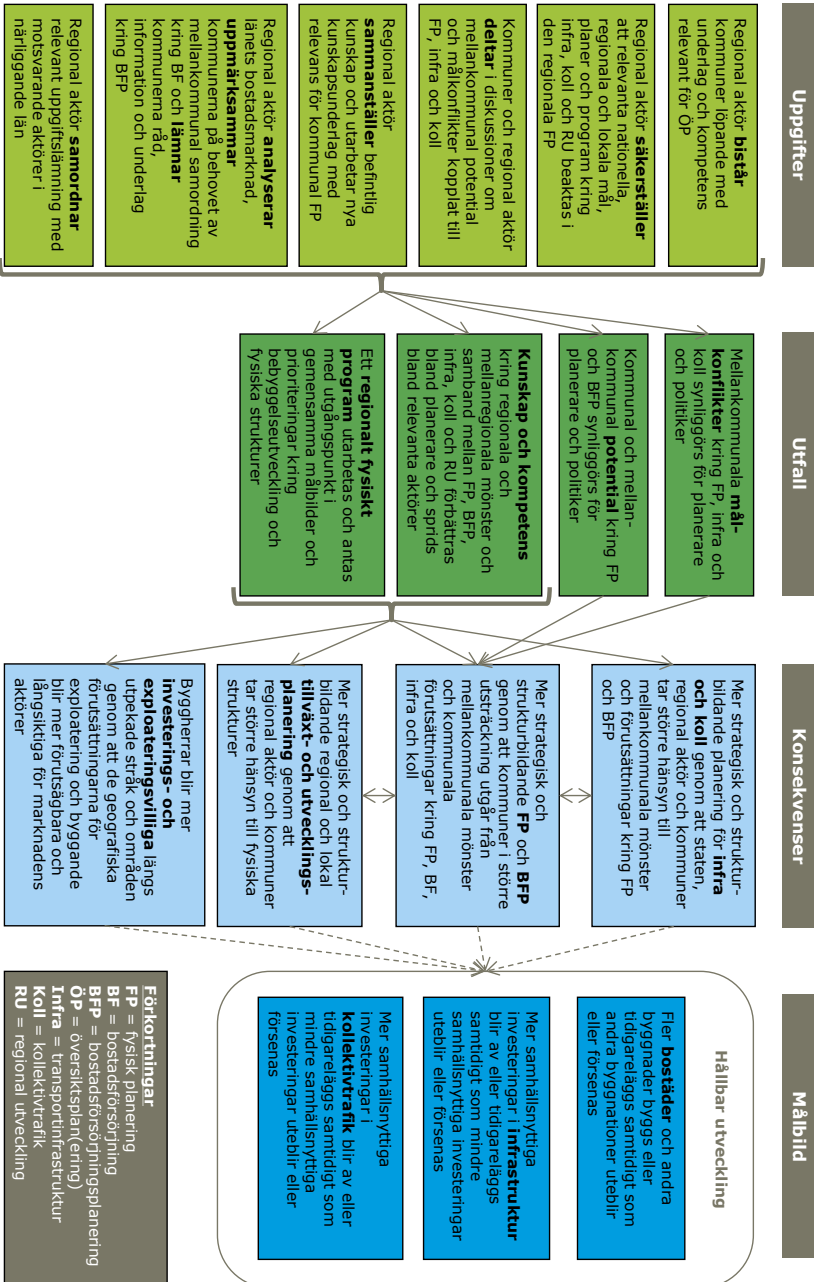 Uppgifter
Regional aktör bistår
kommuner löpande med
underlag och kompetens
relevant för ÖP
Regional aktör säkerställer
att relevanta nationella,
regionala och lokala mål,
planer och program kring
infra, koll och RU beaktas i
den regionala FP
Kommuner och regional aktör
deltar i diskussioner om
mellankommunal potential
och målkonflikter kopplat till
FP, infra och koll
Regional aktör
sammanställer befintlig
kunskap och utarbetar nya
kunskapsunderlag med
relevans för kommunal FP
Regional aktör analyserar
länets bostadsmarknad,
uppmärksammar
kommunerna på behovet av
mellankommunal samordning
kring BF och lämnar
kommunerna råd,
information och underlag
kring BFP
Regional aktör samordnar
relevant uppgiftslämning med
motsvarande aktörer i
närliggande län
Utfall
Mellankommunala mål-
konflikter kring FP, infra och
koll synliggörs för planerare
och politiker
Kommunal och mellan-
kommunal potential kring FP
och BFP synliggörs för
planerare och politiker
Kunskap och kompetens
kring regionala och
mellanregionala mönster och
samband mellan FP, BFP,
infra, koll och RU förbättras
bland planerare och sprids
bland relevanta aktörer
Ett regionalt fysiskt
program utarbetas och antas
med utgångspunkt i
gemensamma målbilder och
prioriteringar kring
bebyggelseutveckling och
fysiska strukturer
Konsekvenser
Mer strategisk och struktur-
bildande planering för infra
och koll genom att staten,
regional aktör och kommuner
tar större hänsyn till
mellankommunala mönster
och förutsättningar kring FP
och BFP
Mer strategisk och
strukturbildande FP och BFP
genom att kommuner i större
utsträckning utgår från
mellankommunala mönster
och kommunala
förutsättningar kring FP, BF,
infra och koll
Mer strategisk och struktur-
bildande regional och lokal
tillväxt- och utvecklings-
planering genom att
regional aktör och kommuner
tar större hänsyn till fysiska
strukturer
Byggherrar blir mer
investerings- och
exploateringsvilliga längs
utpekade stråk och områden
genom att de geografiska
förutsättningarna för
exploatering och byggande
blir mer förutsägbara och
långsiktiga för marknadens
aktörer
Målbild
Hållbar utveckling
Fler bostäder och andra
byggnader byggs eller
tidigareläggs samtidigt som
andra byggnationer uteblir
eller försenas
Mer samhällsnyttiga
investeringar i infrastruktur
blir av eller tidigareläggs
samtidigt som mindre
samhällsnyttiga investeringar
uteblir eller försenas
Mer samhällsnyttiga
investeringar i
kollektivtrafik blir av eller
tidigareläggs samtidigt som
mindre samhällsnyttiga
investeringar uteblir eller
försenas
Förkortningar
FP = fysisk planering
BF = bostadsförsörjning
BFP = bostadsförsörjningsplanering
ÖP = översiktsplan(ering)
Infra = transportinfrastruktur
Koll = kollektivtrafik
RU = regional utveckling